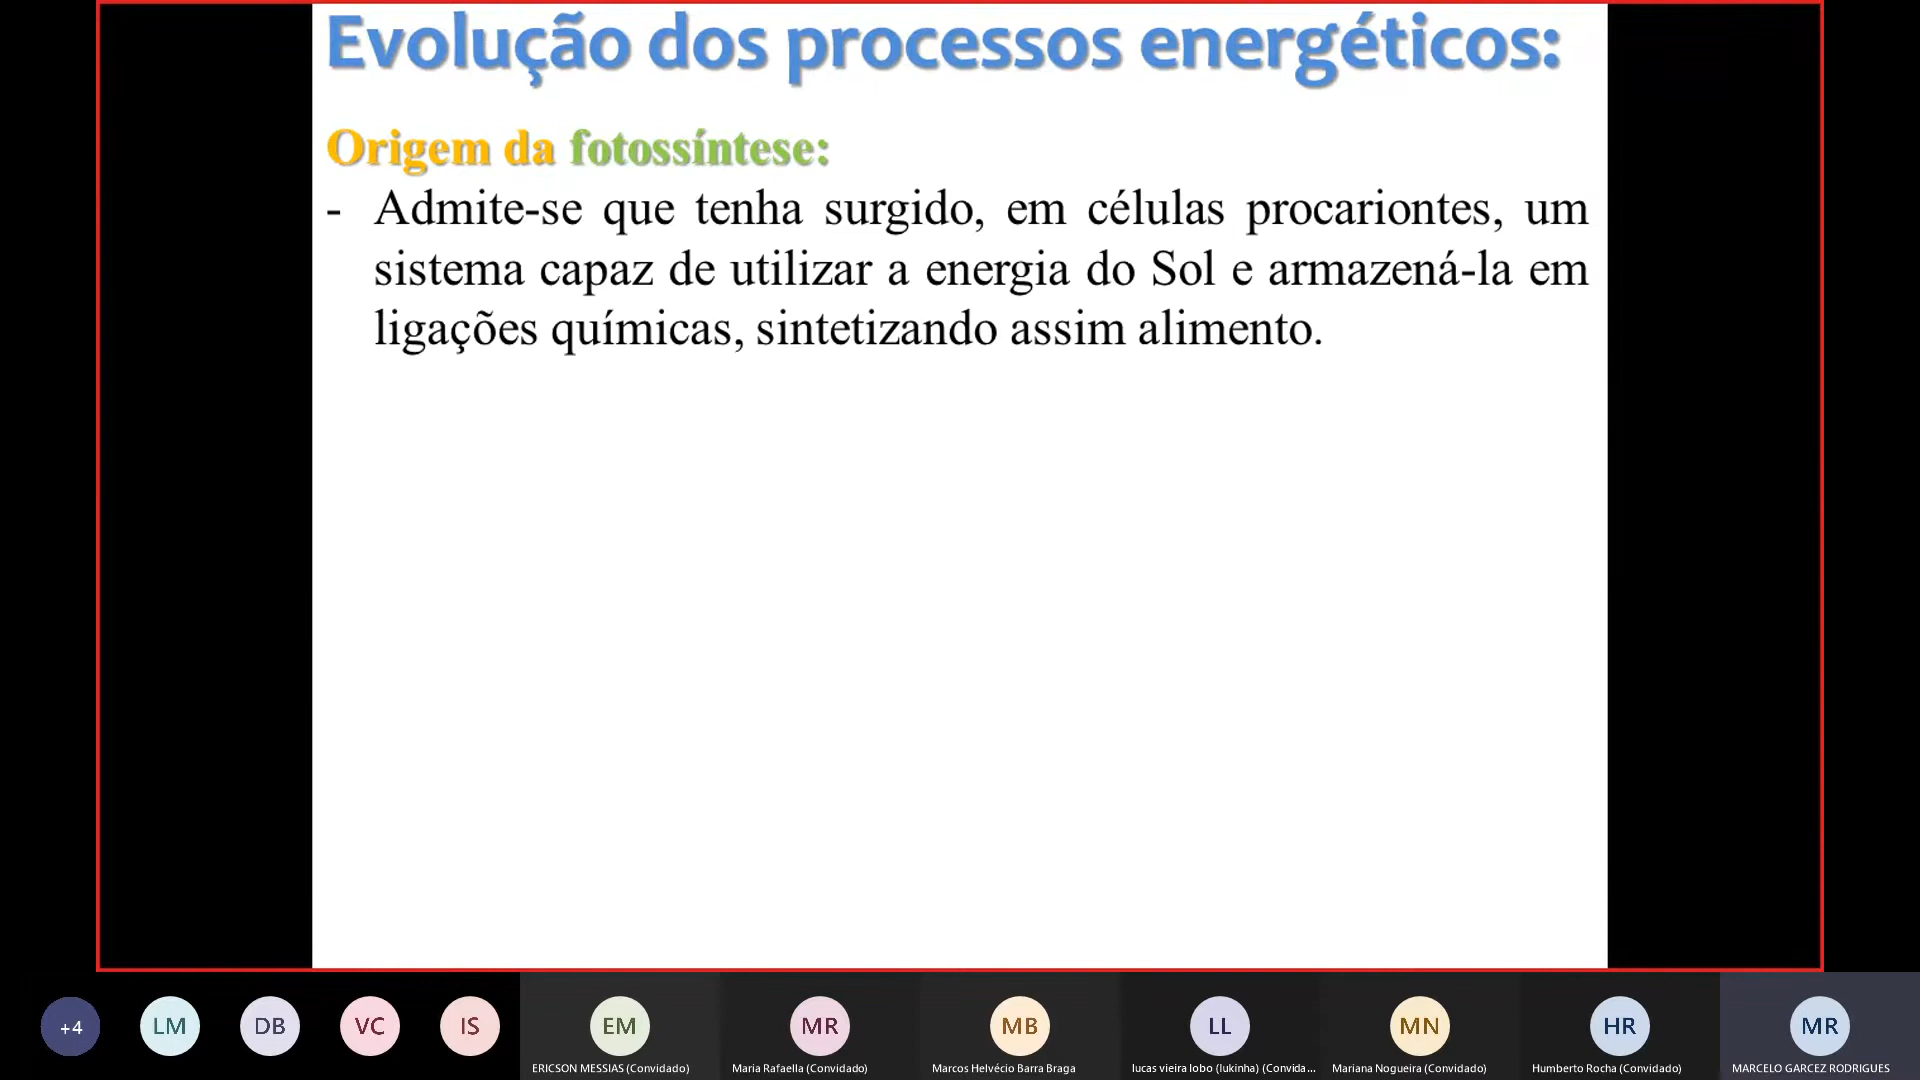 Evolução dos processos energéticos:
Origem da fotossíntese:
- Admite-se que tenha surgido, em células procariontes, um
sistema capaz de utilizar a energia do Sol e armazená-la em
ligações químicas, sintetizando assim alimento.
+4
LM
DB
VC
IS
EM
MR
MB
LL
MN
HR
MR
ERICSON MESSIAS (Convidado)
Maria Rafaella (Convidado)
Marcos Helvécio Barra Braga
lucas vieira lobo (lukinha) (Convida...
Mariana Nogueira (Convidado)
Humberto Rocha (Convidado)
MARCELO GARCEZ RODRIGUES